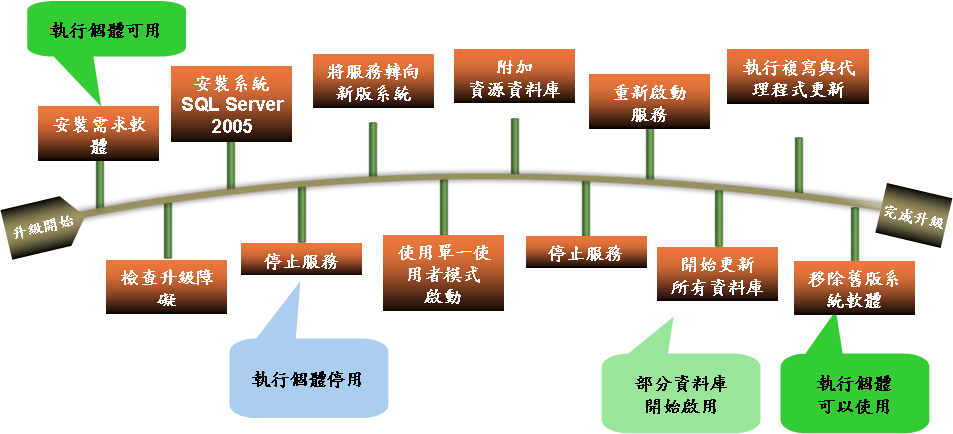 執行個體可用
安裝需求軟
體
安裝系統
SQL Server
2005
將服務轉向
新版系統
附加
資源資料庫
重新啟動
服務
執行複寫與代
理程式更新
升級開始
完成升級
檢查升級障
礙
停止服務
使用單一使
用者模式
啟動
停止服務
開始更新
所有資料庫
移除舊版系
統軟體
執行個體停用
部分資料庫
開始啟用
執行個體
可以使用